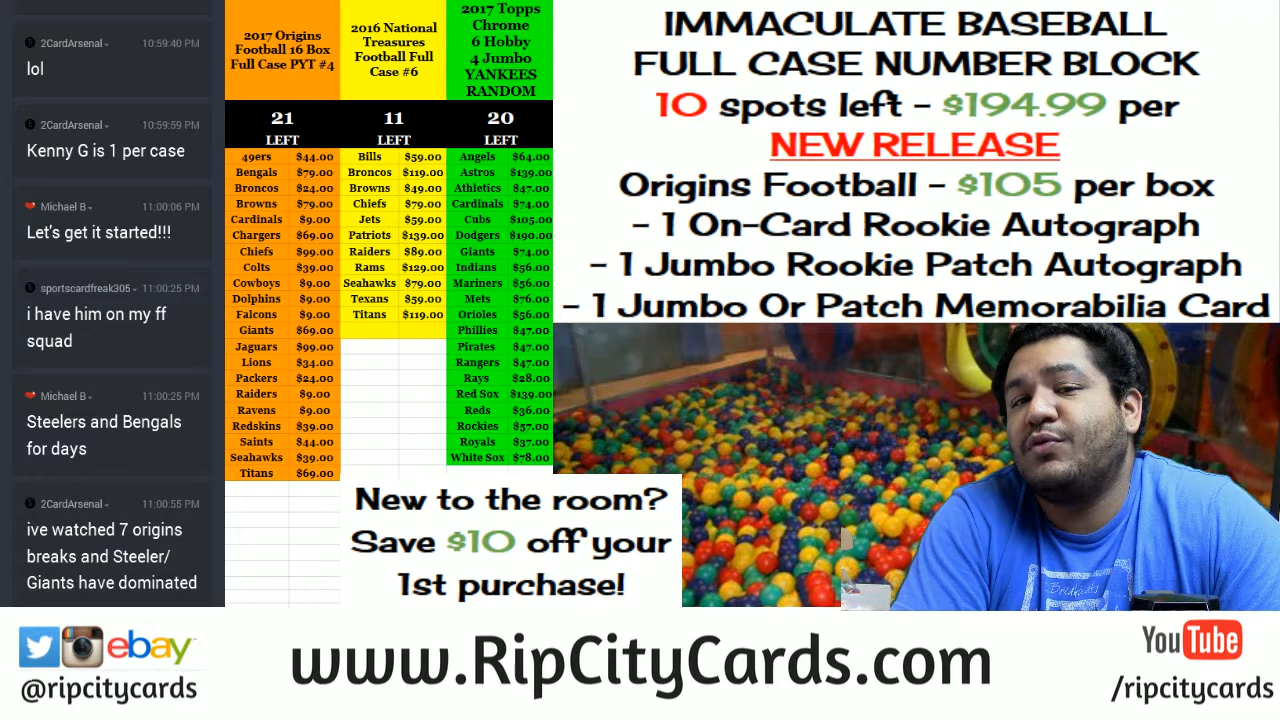 2CardArsenal 10:59:40 PM
lol
2CardArsenal 10:59:59 PM
Kenny G is 1 per case
Michael B 11:00:06 PM
Let's get it started!!!
sportscardfreak305 11:00:25 PM
i have him on my ff
squad
Michael B 11:00:25 PM
Steelers and Bengals
for days
2CardArsenal 11:00:55 PM
ive watched 7 origins
breaks and Steeler/
Giants have dominated
2017 Origins
Football 16 Box
Full Case PYT #4
21
LEFT
49ers $44.00
Bengals $79.00
Broncos $24.00
Browns $79.00
Cardinals $9.00
Chargers $69.00
Chiefs $99.00
Colts $39.00
Cowboys $9.00
Dolphins $9.00
Falcons $9.00
Giants $69.00
Jaguars $99.00
Lions $34.00
Packers $24.00
Raiders $9.00
Ravens $9.00
Redskins $39.00
Saints $44.00
Seahawks $39.00
Titans $69.00
2016 National
Treasures
Football Full
Case #6
11
LEFT
Bills $59.00
Broncos $119.00
Browns $49.00
Chiefs $79.00
Jets $59.00
Patriots $139.00
Raiders $89.00
Rams $129.00
Seahawks $79.00
Texans $59.00
Titans $119.00
2017 Topps
Chrome
6 Hobby
4 Jumbo
YANKEES
RANDOM
20
LEFT
Angels $64.00
Astros $139.00
Athletics $47.00
Cardinals $74.00
Cubs $105.00
Dodgers $190.00
Giants $74.00
Indians $56.00
Mariners $56.00
Mets $76.00
Orioles $56.00
Phillies $47.00
Pirates $47.00
Rangers $47.00
Rays $28.00
Red Sox $139.00
Reds $36.00
Rockies $57.00
Royals $37.00
White Sox $78.00
IMMACULATE BASEBALL
FULL CASE NUMBER BLOCK
10 spots left - $194.99 per
NEW RELEASE
Origins Football - $105 per box
- 1 On-Card Rookie Autograph
- 1 Jumbo Rookie Patch Autograph
- 1 Jumbo Or Patch Memorabilia Card
New to the room?
Save $10 off your
1st purchase!
ebay
@ripcitycards
www.RipCityCards.com
YouTube
/ripcitycards